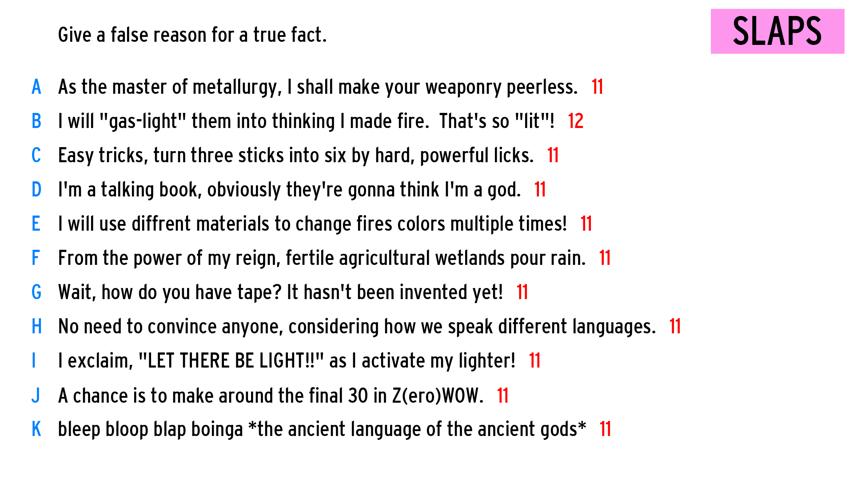 Give a false reason for a true fact.
SLAPS
A As the master of metallurgy, I shall make your weaponry peerless. 11
B I will "gas-light" them into thinking I made fire. That's so "lit"! 12
C Easy tricks, turn three sticks into six by hard, powerful licks. 11
D I'm a talking book, obviously they're gonna think I'm a god. 11
E I will use diffrent materials to change fires colors multiple times! 11
F From the power of my reign, fertile agricultural wetlands pour rain. 11
G Wait, how do you have tape? It hasn't been invented yet! 11
H No need to convince anyone, considering how we speak different languages. 11
I I exclaim, "LET THERE BE LIGHT!!" as I activate my lighter! 11
J A chance is to make around the final 30 in Z(ero)WOW. 11
K bleep bloop blap boinga *the ancient language of the ancient gods* 11